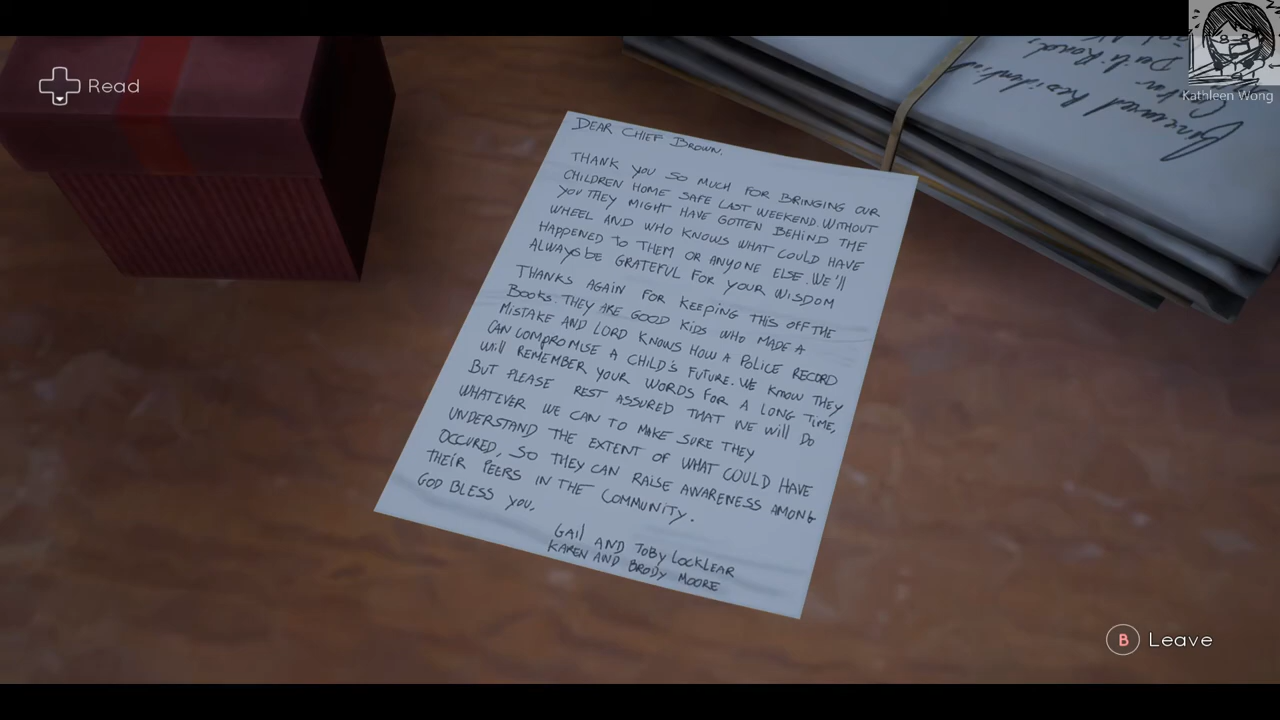 Read
Kathleen Wong
DEAR CHIEF BROWN.
THANK YOU SO MUCH FOR BRINGING OUR
CHILDREN HOME SAFE LAST WEEKEND. WITHOUT
YOU THEY MIGHT HAVE GOTTEN BEHIND THE
WHEEL AND WHO KNOWS WHAT COULD HAVE
HAPPENED TO THEM OR ANYONE ELSE. WE'll
ALWAYS bE GRATEFUL FOR YOUR WISDOM
THANKS AGAIN FOR KEEPING THIS OFF THE
BOOKS. THEY ARE GOOD KIDS WHO MADE A
MISTAKE AND LORD KNOWS HOW A POLICE RECORD
CAN COMPROMISE A CHILD'S FUTURE. WE KNOW THEY
Will REMEMBER YOUR WORDS FOR A LONG TIME,
BUT PLEASE REST ASSURED THAT WE Will DO
WHATEVER WE CAN TO MAKE SURE THEY
UNDERSTAND THE EXTENT OF WHAT COULD HAVE
OCCURED, SO THEY CAN RAISE AWARENESS AMONG
THEIR PEERS IN THE COMMUNITY.
GOD BLESS YOU,
GAIl AND TOBY LOCKLEAR
KAREN AND BRODY MOORE
B Leave